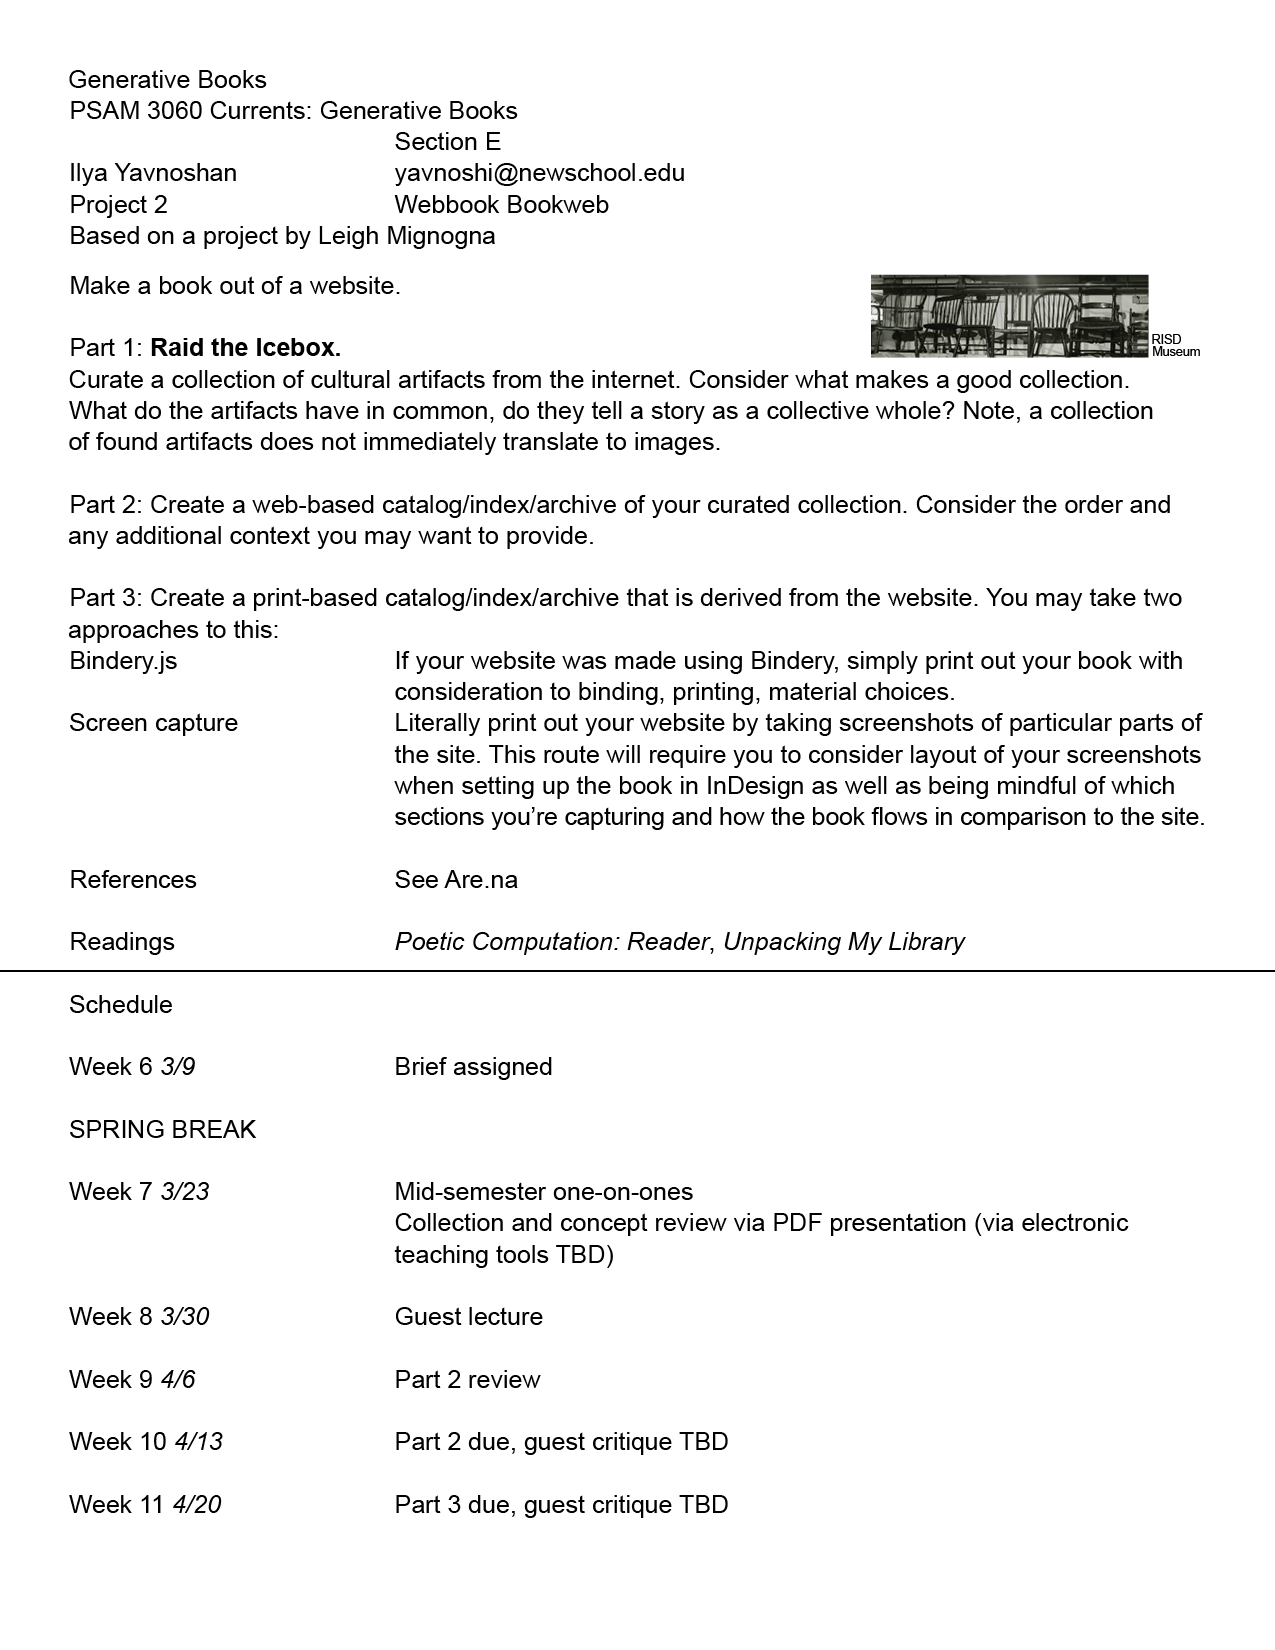 Generative Books
PSAM 3060 Currents: Generative Books
Section E
Ilya Yavnoshan yavnoshi@newschool.edu
Project 2 Webbook Bookweb
Based on a project by Leigh Mignogna
Make a book out of a website.
RISD
Museum
Part 1: Raid the Icebox.
Curate a collection of cultural artifacts from the internet. Consider what makes a good collection.
What do the artifacts have in common, do they tell a story as a collective whole? Note, a collection
of found artifacts does not immediately translate to images.
Part 2: Create a web-based catalog/index/archive of your curated collection. Consider the order and
any additional context you may want to provide.
Part 3: Create a print-based catalog/index/archive that is derived from the website. You may take two
approaches to this:
Bindery.js If your website was made using Bindery, simply print out your book with
consideration to binding, printing, material choices.
Screen capture Literally print out your website by taking screenshots of particular parts of
the site. This route will require you to consider layout of your screenshots
when setting up the book in InDesign as well as being mindful of which
sections you’re capturing and how the book flows in comparison to the site.
References See Are.na
Readings Poetic Computation: Reader, Unpacking My Library
Schedule
Week 6 3/9 Brief assigned
SPRING BREAK
Week 7 3/23 Mid-semester one-on-ones
Collection and concept review via PDF presentation (via electronic
teaching tools TBD)
Week 8 3/30 Guest lecture
Week 9 4/6 Part 2 review
Week 10 4/13 Part 2 due, guest critique TBD
Week 11 4/20 Part 3 due, guest critique TBD